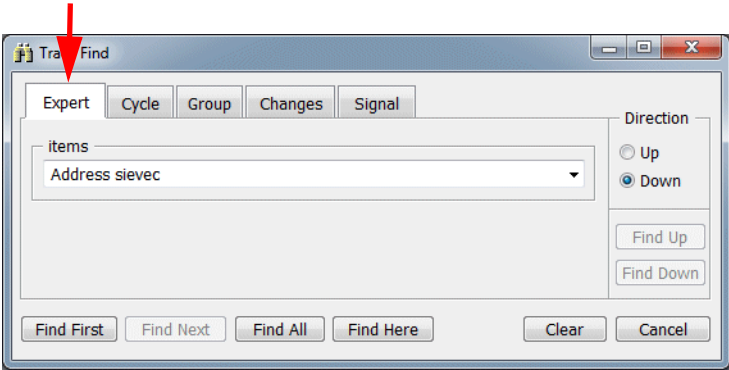 Trace Find
Expert Cycle Group Changes Signal
Direction
items
Up
Address sievec
Down
Find Up
Find Down
Find First Find Next Find All Find Here Clear Cancel